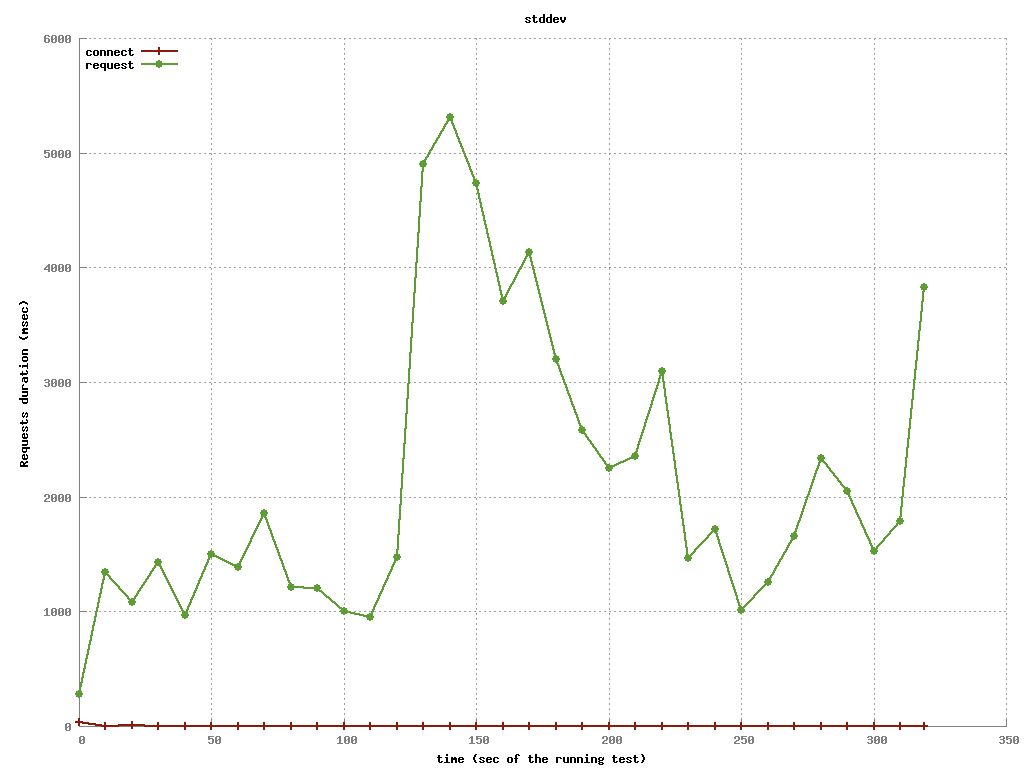 stddev
6000
connect
request
5000
4000
3000
2000
1000
0
Requests duration (msec)
0 50 100 150 200 250 300 350
time (sec of the running test)